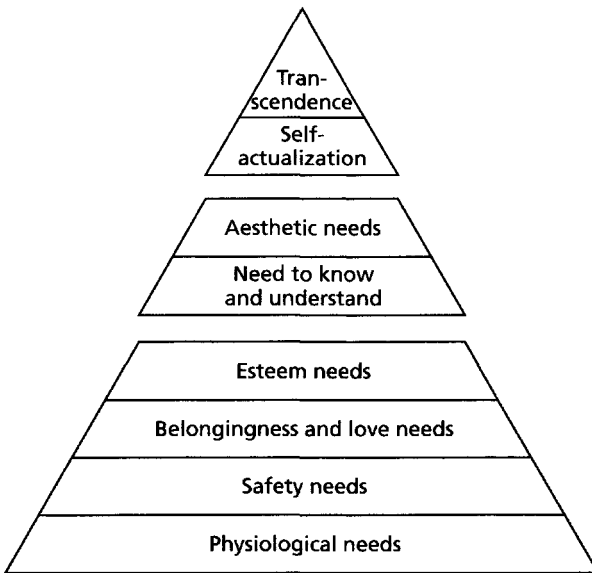 Tran-
scendence
Self-
actualization
Aesthetic needs
Need to know
and understand
Esteem needs
Belongingness and love needs
Safety needs
Physiological needs